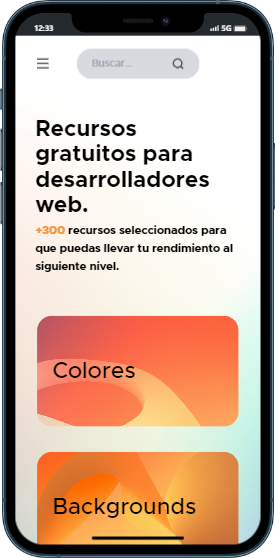 12:33 5G
Buscar...
Recursos
gratuitos para
desarrolladores
web.
+300 recursos seleccionados para
que puedas llevar tu rendimiento al
siguiente nivel.
Colores
Backgrounds